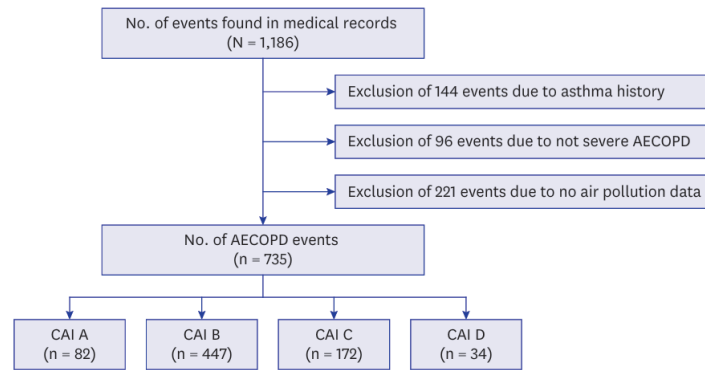 No. of events found in medical records
(N = 1,186)
Exclusion of 144 events due to asthma history
Exclusion of 96 events due to not severe AECOPD
Exclusion of 221 events due to no air pollution data
No. of AECOPD events
(n = 735)
CAI A
(n = 82)
CAI B
(n = 447)
CAI C
(n = 172)
CAI D
(n = 34)